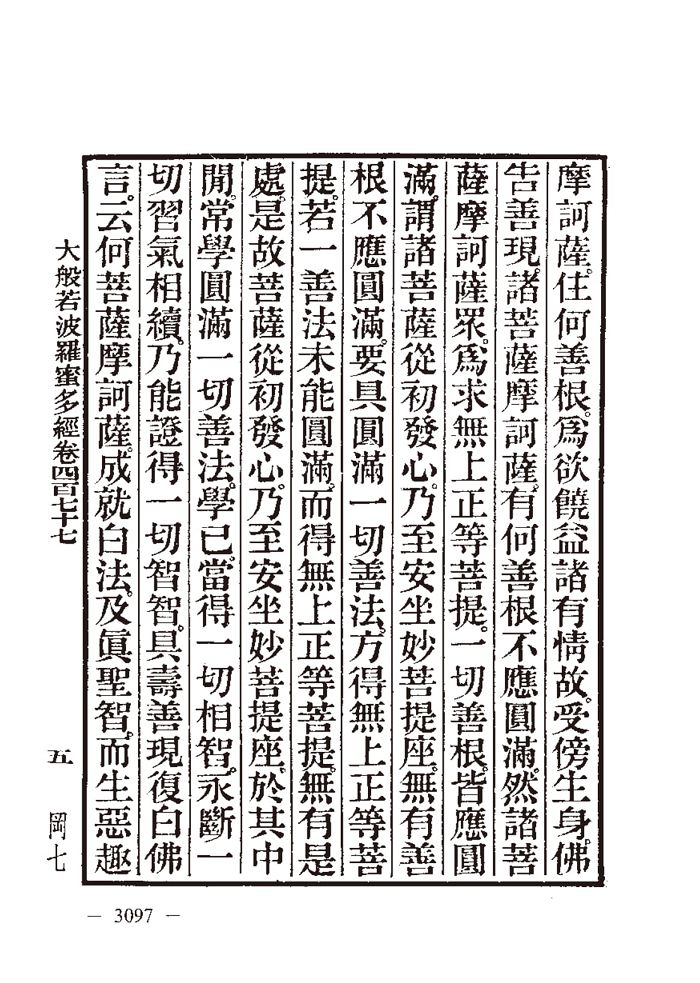 摩訶薩住何善根。爲欲饒益諸有情故。受傍生身。佛
告善現。諸菩薩摩訶薩。有何善根不應圓滿。然諸菩
薩摩訶薩眾。爲求無上正等菩提。一切善根。皆應圓
滿。謂諸菩薩從初發心。乃至安坐妙菩提座。無有善
根不應圓滿。要具圓滿一切善法。方得無上正等菩
提。若一善法未能圓滿。而得無上正等菩提。無有是
處。是故菩薩從初發心。乃至安坐妙菩提座。於其中
閒。常學圓滿一切善法。學已。當得一切相智。永斷一
切習氣相續。乃能證得一切智智。具壽善現復白佛
言。云何菩薩摩訶薩。成就白法。及眞聖智。而生惡趣
大般若波羅蜜多經卷四百七十七 五 岡七
— 3097 —